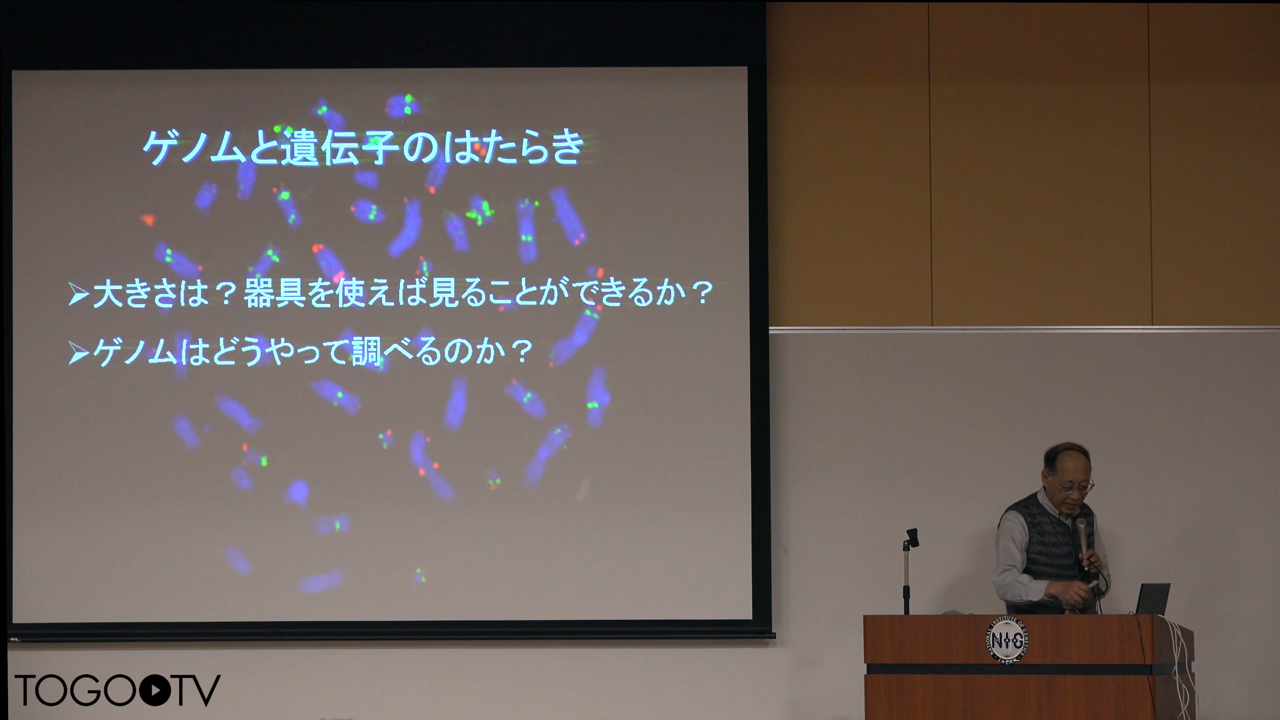 ゲノムと遺伝子のはたらき
➢大きさは？器具を使えば見ることができるか？
➢ゲノムはどうやって調べるのか？
NIG
TOGOTV